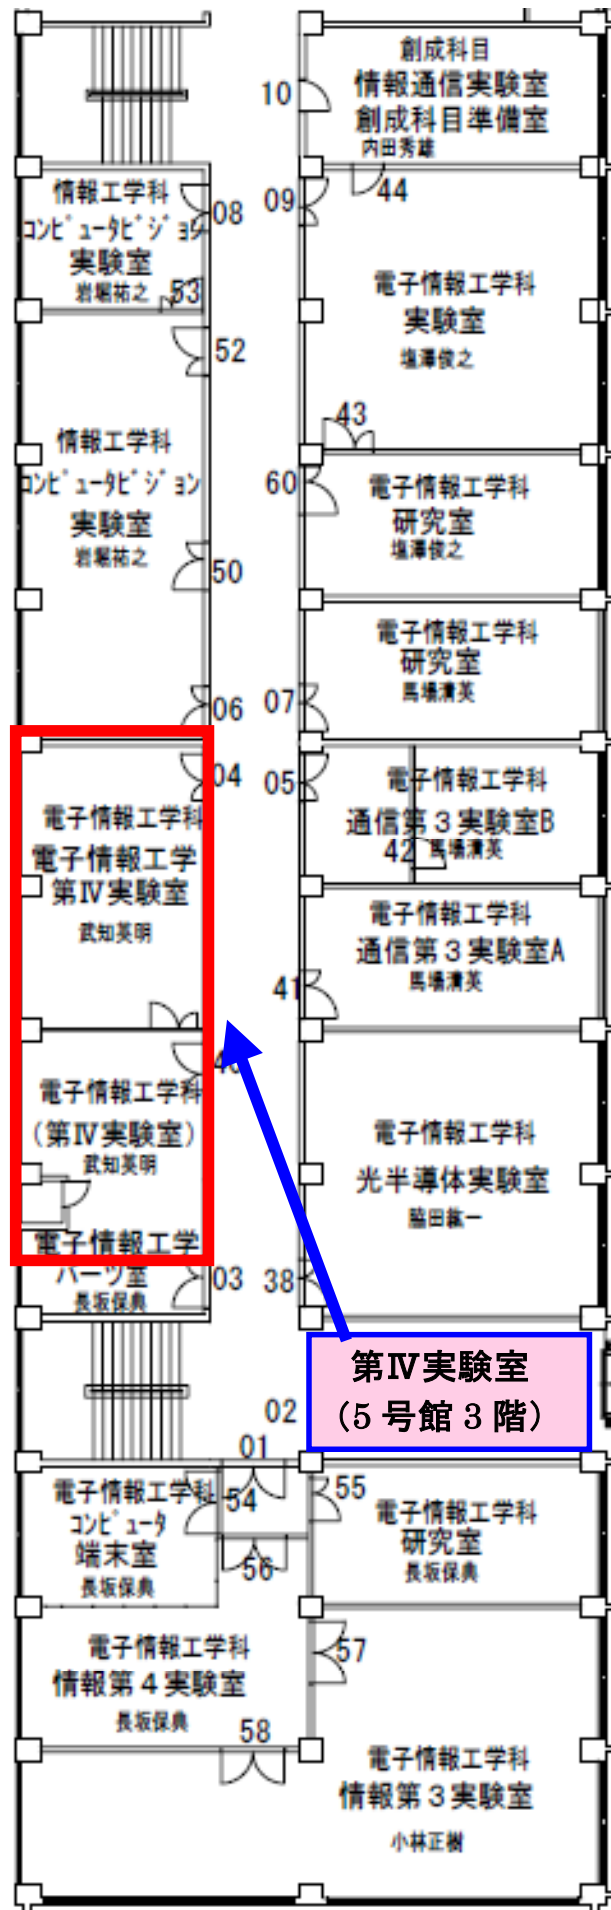 創成科目
情報通信実験室
創成科目準備室
内田秀雄
10
44
情報工学科
コンピュータビジョン
実験室
岩堀祐之
08
53
09
電子情報工学科
実験室
塩澤俊之
43
52
情報工学科
コンピュータビジョン
実験室
岩堀祐之
50
06
60
電子情報工学科
研究室
塩澤俊之
電子情報工学科
研究室
馬場清英
07
04
電子情報工学科
電子情報工学
第Ⅳ実験室
武知英明
05
電子情報工学科
通信第3実験室B
42
馬場清英
電子情報工学科
通信第3実験室A
馬場清英
41
40
電子情報工学科
(第Ⅳ実験室)
武知英明
電子情報工学科
光半導体実験室
脇田紘一
電子情報工学
パーツ室
長坂保典
03
38
第Ⅳ実験室
(5号館3階)
02
01
電子情報工学科
コンピュータ
端末室
長坂保典
54
56
55
電子情報工学科
研究室
長坂保典
電子情報工学科
情報第4実験室
長坂保典
57
58
電子情報工学科
情報第3実験室
小林正樹